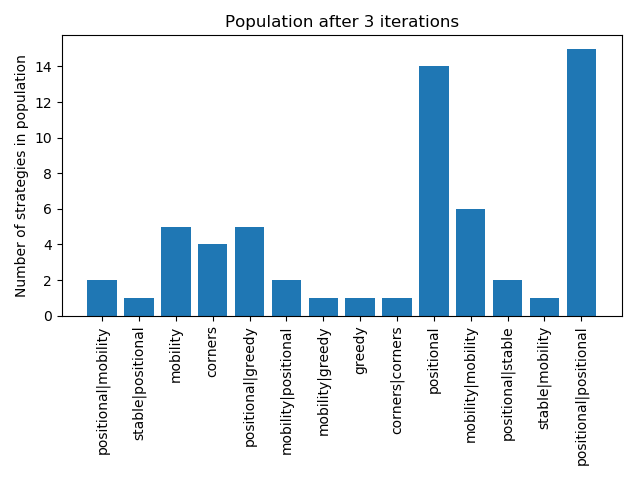 Population after 3 iterations
Number of strategies in population
14
12
10
8
6
4
2
0
positional|mobility
stable|positional
mobility
corners
positional|greedy
mobility|positional
mobility|greedy
greedy
corners|corners
positional
mobility|mobility
positional|stable
stable|mobility
positional|positional